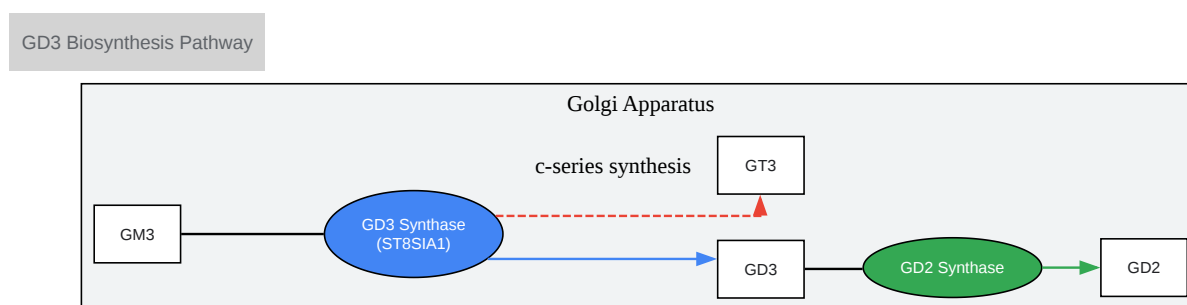 GD3 Biosynthesis Pathway
Golgi Apparatus
c-series synthesis
GT3
GM3
GD3 Synthase
(ST8SIA1)
GD3
GD2 Synthase
GD2